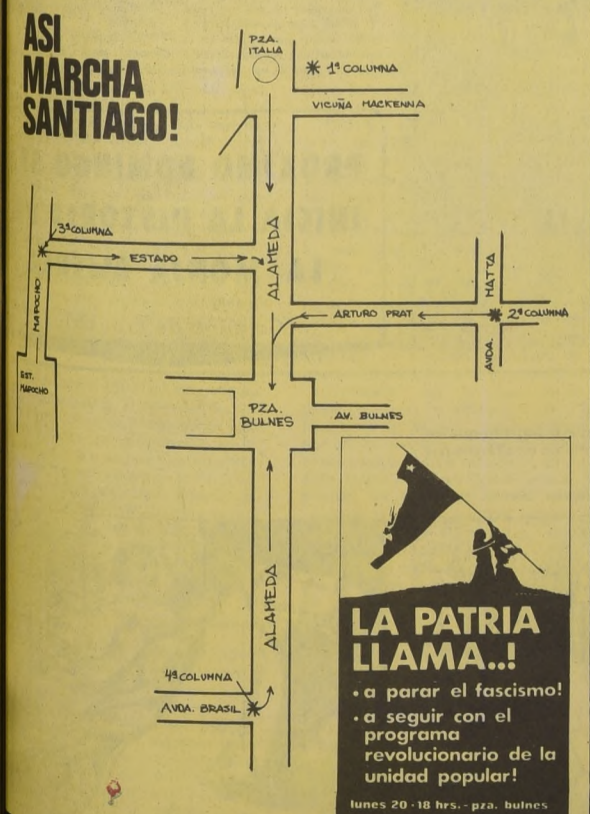 ASI
MARCHA
SANTIAGO!
PZA.
ITALIA
1ª COLUMNA
VICUÑA MACKENNA
3ª COLUMNA
ESTADO
ALAMEDA
MAPOCHO
EST.
MAPOCHO
MATTA
ARTURO PRAT
2ª COLUMNA
AVDA.
PZA.
BULNES
AV. BULNES
ALAMEDA
4ª COLUMNA
AVDA. BRASIL
LA PATRIA
LLAMA..!
• a parar el fascismo!
• a seguir con el
programa
revolucionario de la
unidad popular!
lunes 20 - 18 hrs. - pza. bulnes